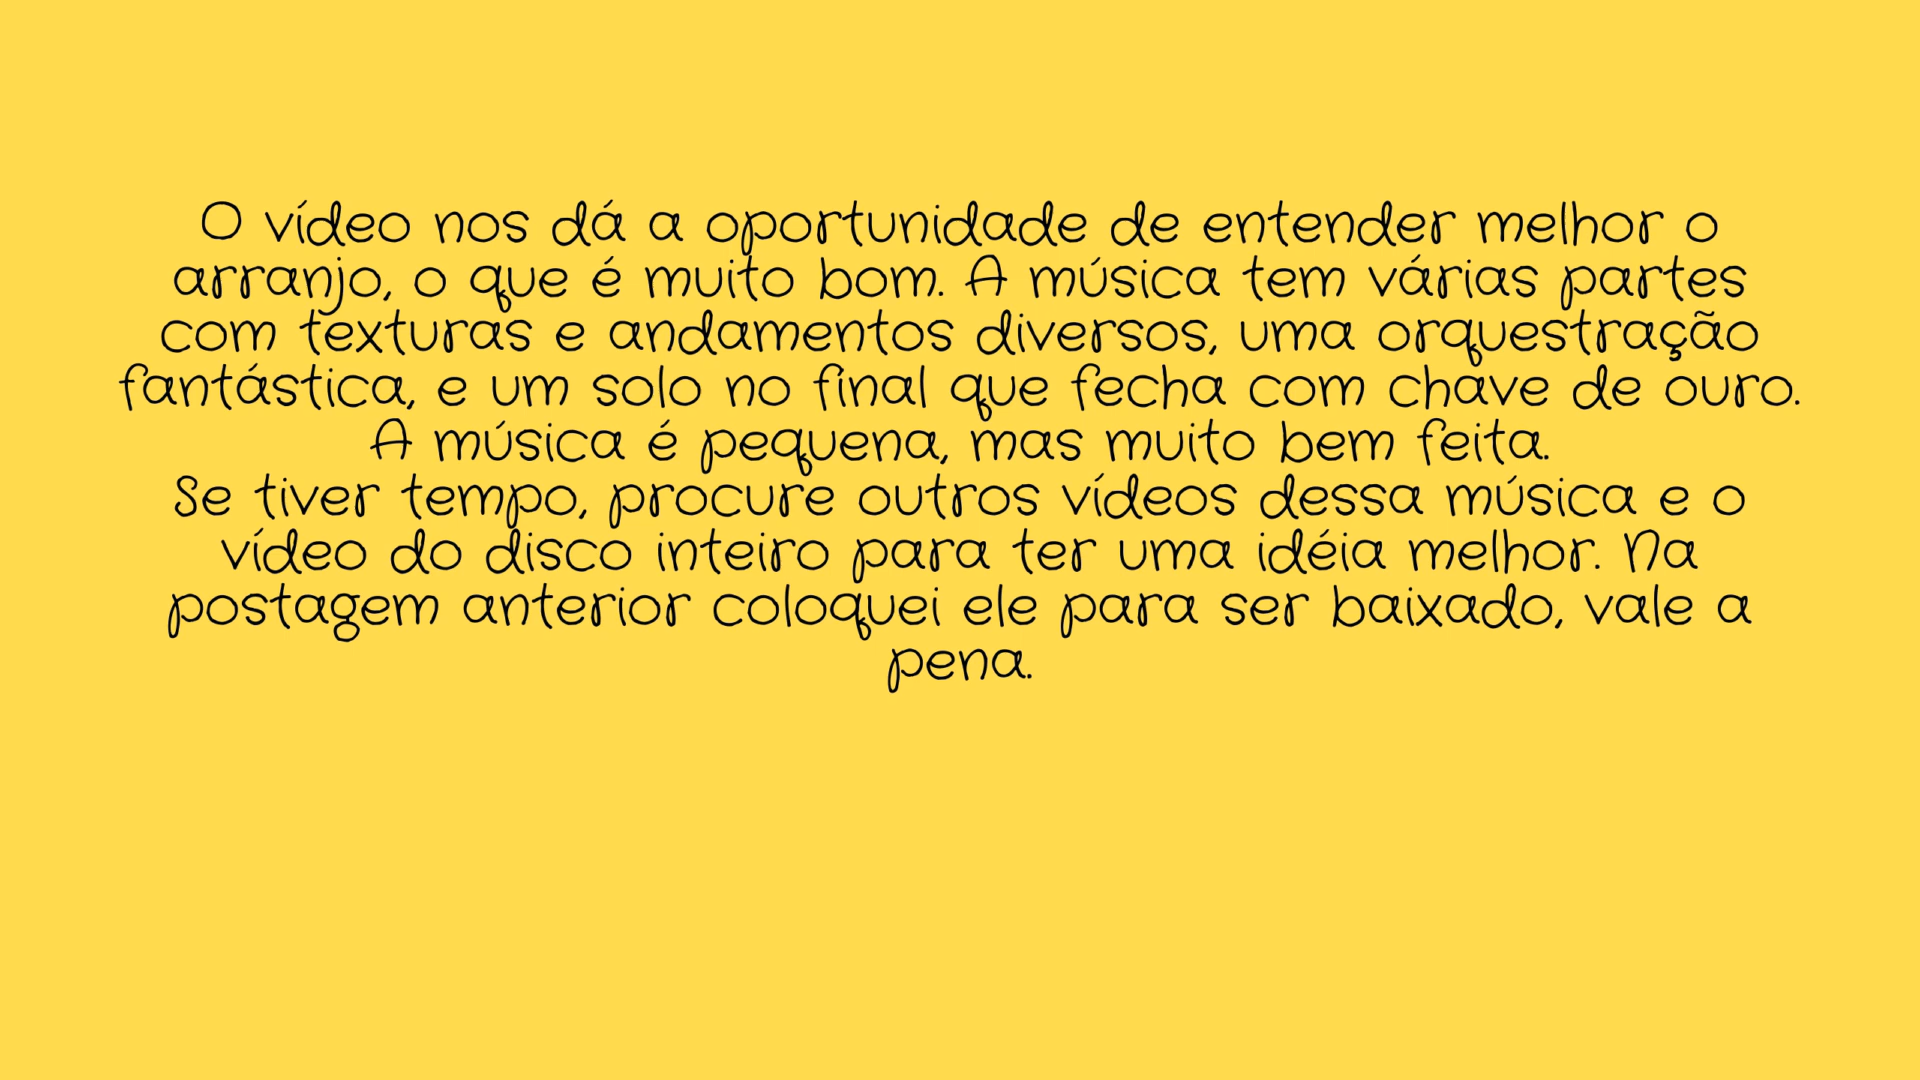 O vídeo nos dá a oportunidade de entender melhor o
arranjo, o que é muito bom. A música tem várias partes
com texturas e andamentos diversos, uma orquestração
fantástica, e um solo no final que fecha com chave de ouro.
A música é pequena, mas muito bem feita.
Se tiver tempo, procure outros vídeos dessa música e o
vídeo do disco inteiro para ter uma idéia melhor. Na
postagem anterior coloquei ele para ser baixado, vale a
pena.